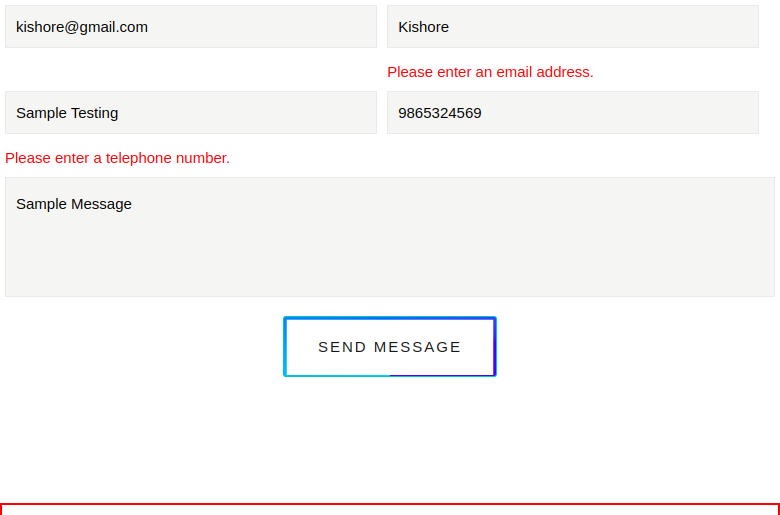 kishore@gmail.com
Kishore
Please enter an email address.
Sample Testing
9865324569
Please enter a telephone number.
Sample Message
SEND MESSAGE